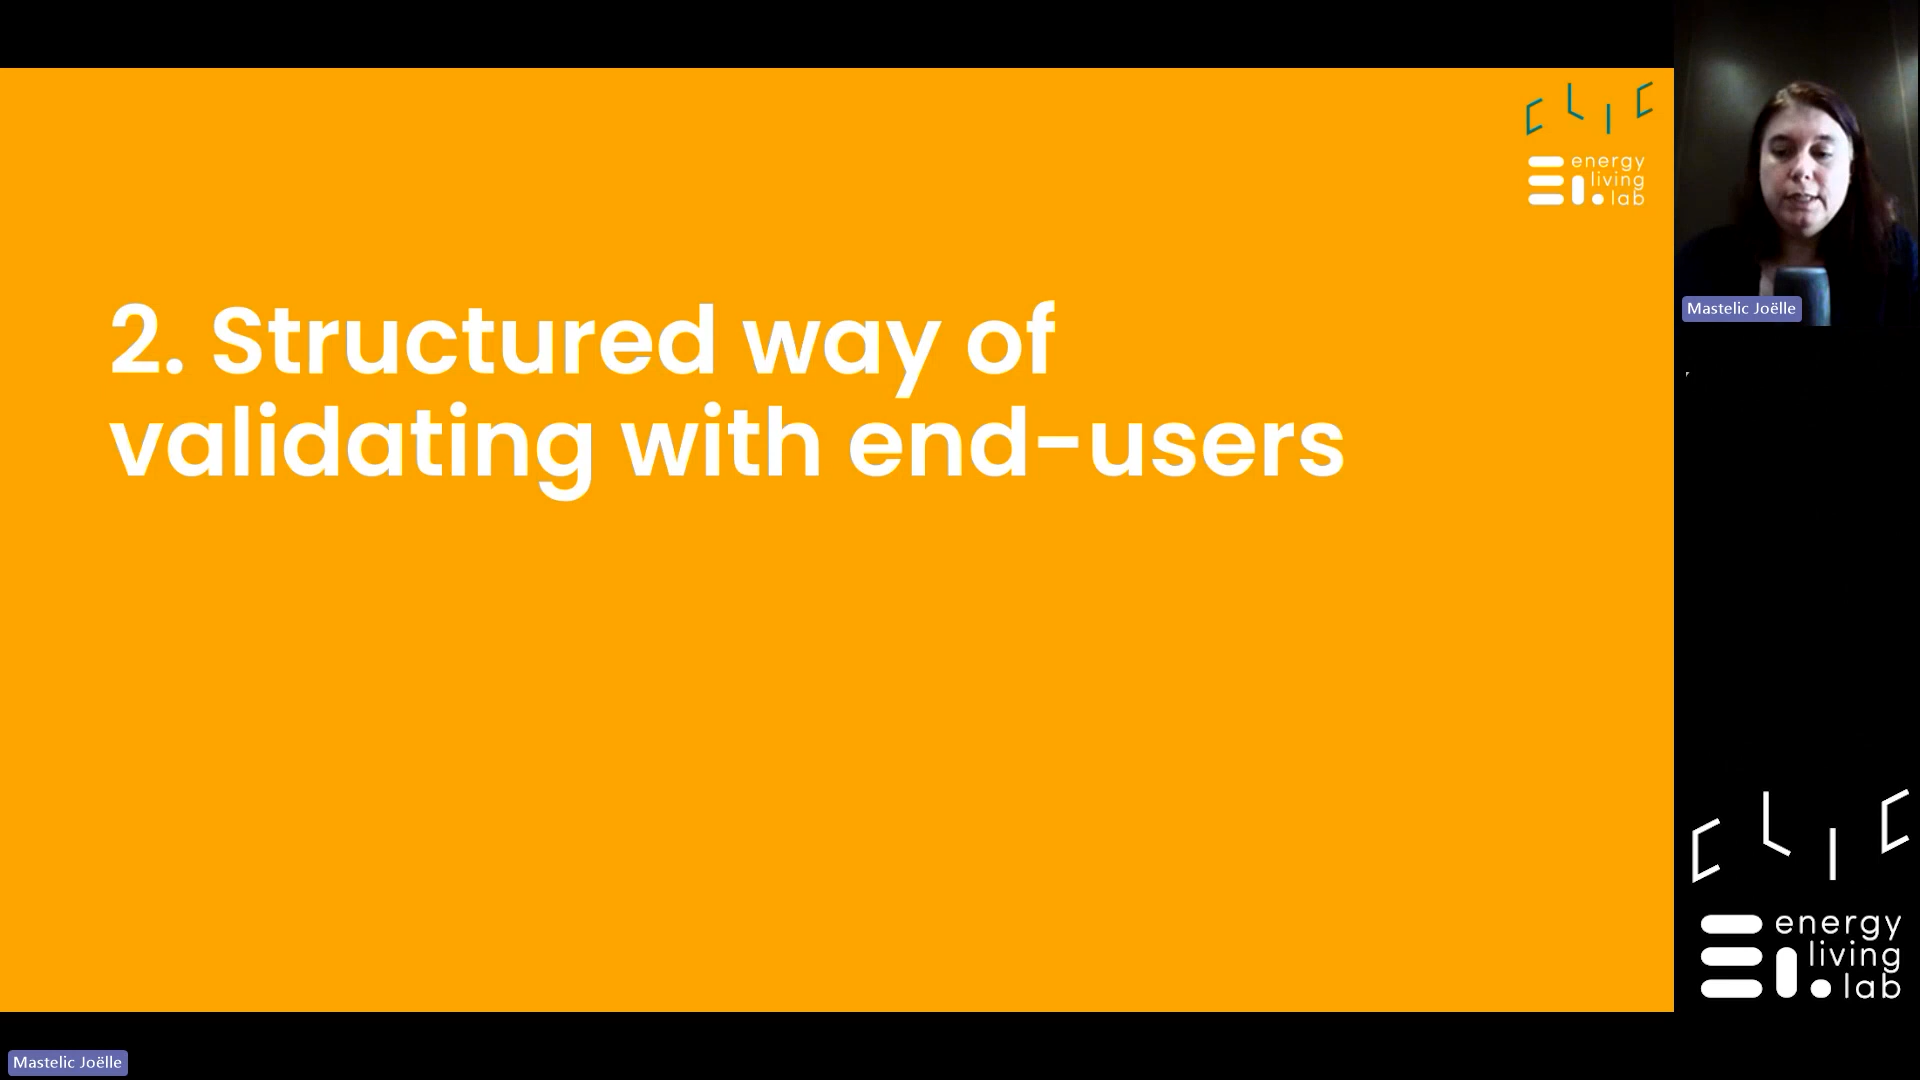 CLIC
energy
living
lab
2. Structured way of
validating with end-users
Mastelic Joëlle
CLIC
energy
living
lab
Mastelic Joëlle